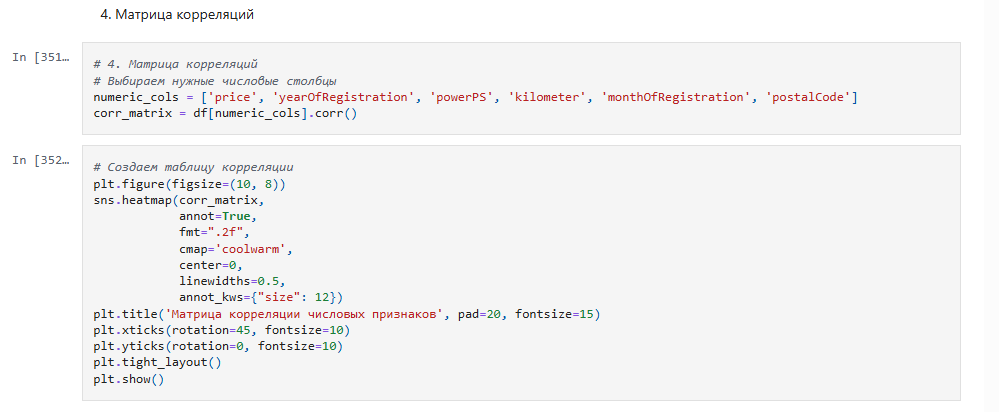 4. Матрица корреляций
In [351…
# 4. Матрица корреляций
# Выбираем нужные числовые столбцы
numeric_cols = ['price', 'yearOfRegistration', 'powerPS', 'kilometer', 'monthOfRegistration', 'postalCode']
corr_matrix = df[numeric_cols].corr()
In [352…
# Создаем таблицу корреляции
plt.figure(figsize=(10, 8))
sns.heatmap(corr_matrix,
            annot=True,
            fmt=".2f",
            cmap='coolwarm',
            center=0,
            linewidths=0.5,
            annot_kws={"size": 12})
plt.title('Матрица корреляции числовых признаков', pad=20, fontsize=15)
plt.xticks(rotation=45, fontsize=10)
plt.yticks(rotation=0, fontsize=10)
plt.tight_layout()
plt.show()